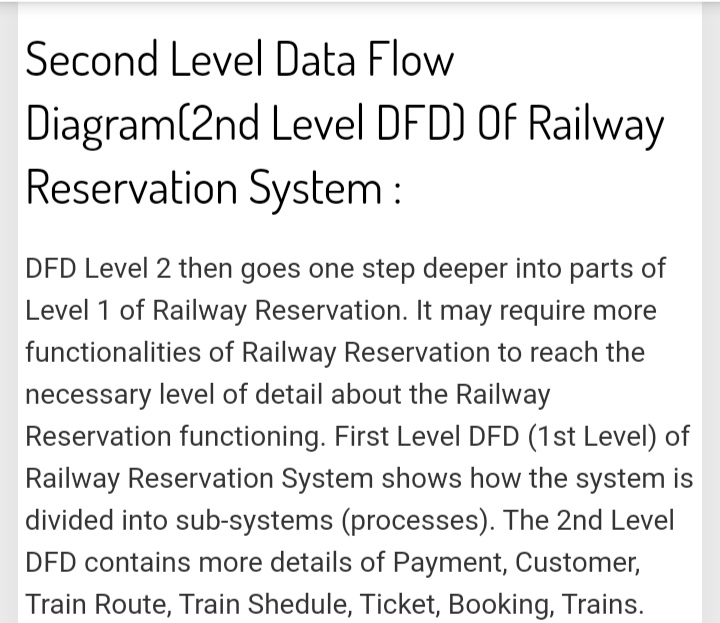 Second Level Data Flow
Diagram(2nd Level DFD) Of Railway
Reservation System :
DFD Level 2 then goes one step deeper into parts of
Level 1 of Railway Reservation. It may require more
functionalities of Railway Reservation to reach the
necessary level of detail about the Railway
Reservation functioning. First Level DFD (1st Level) of
Railway Reservation System shows how the system is
divided into sub-systems (processes). The 2nd Level
DFD contains more details of Payment, Customer,
Train Route, Train Shedule, Ticket, Booking, Trains.